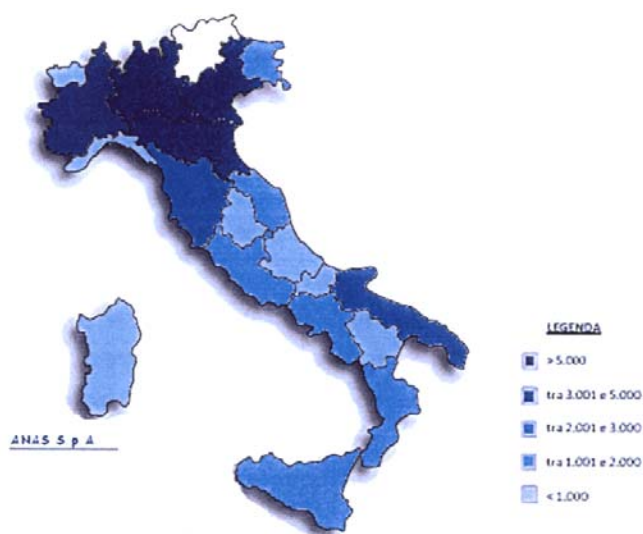 LEGENDA
> 5.000
tra 3.001 e 5.000
tra 2.001 e 3.000
tra 1.001 e 2.000
< 1.000
ANAS S p A